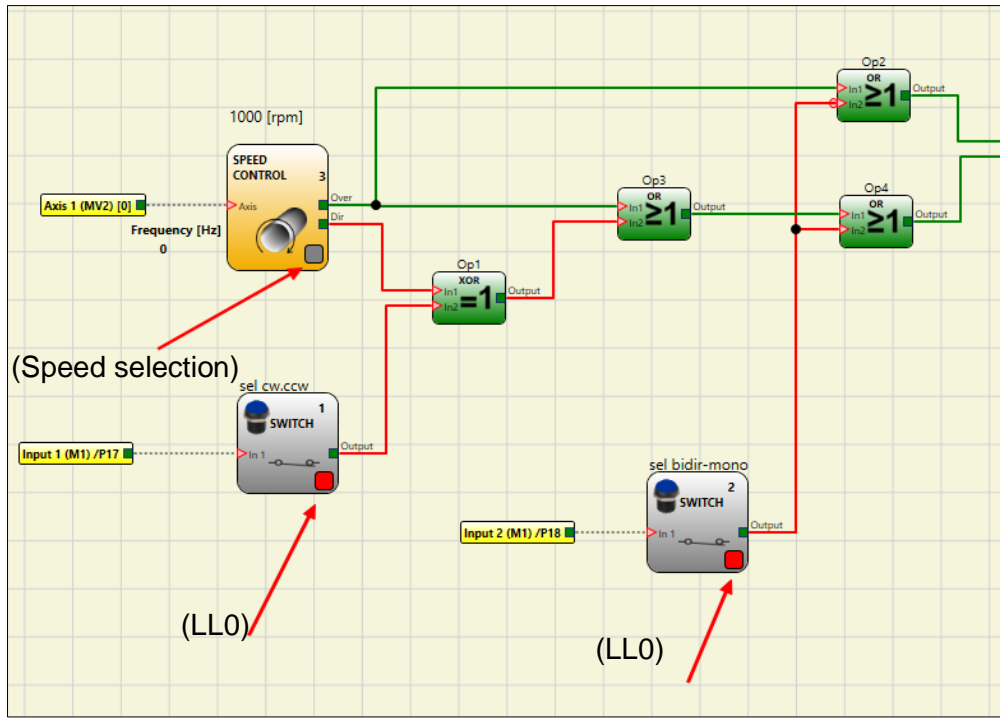 Op2
OR
≥1
In1
In2
Output
1000 [rpm]
SPEED
CONTROL
3
Over
Axis
Dir
Axis 1 (MV2) [0]
Frequency [Hz]
0
Op3
OR
≥1
In1
In2
Output
Op4
OR
≥1
In1
In2
Output
Op1
XOR
=1
In1
In2
Output
(Speed selection)
sel cw.ccw
1
SWITCH
Output
In 1
Input 1 (M1) /P17
sel bidir-mono
2
SWITCH
Output
In 1
Input 2 (M1) /P18
(LL0)
(LL0)